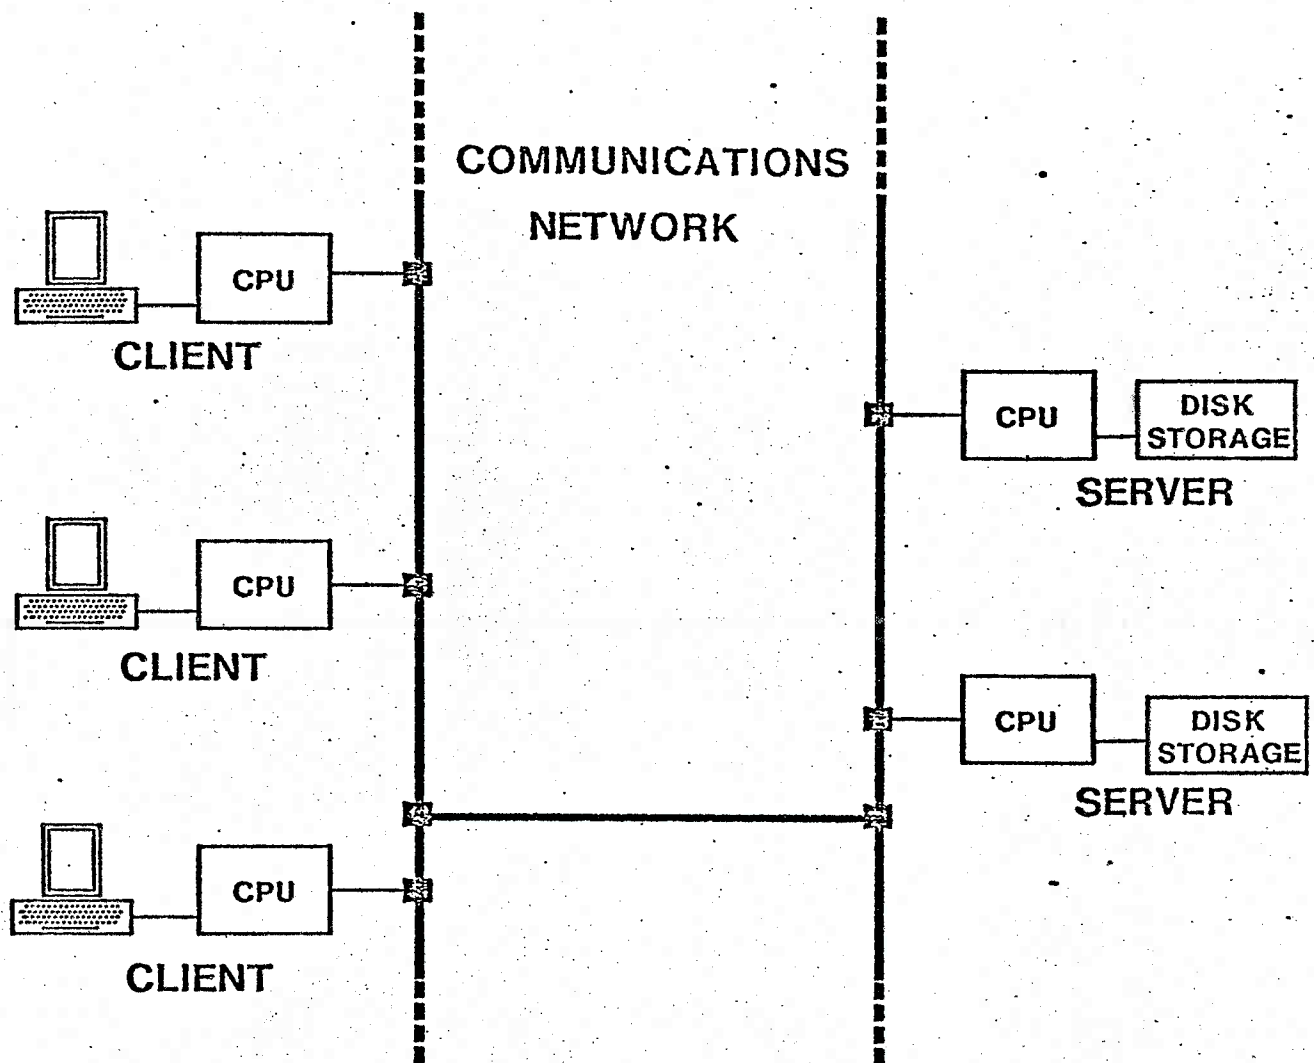 COMMUNICATIONS
NETWORK
CPU
CLIENT
CPU
DISK
STORAGE
SERVER
CPU
CLIENT
CPU
DISK
STORAGE
SERVER
CPU
CLIENT